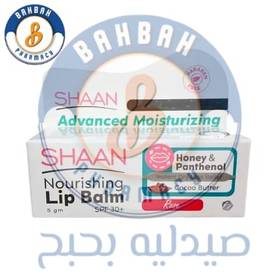 BAHBAH
PHARMACY
SHAAN
Advanced Moisturizing
SHAAN
Nourishing
Lip Balm
5 gm
SPF 30+
Honey &
Panthenol
Cocoa Butter
Rose
صيدليه بحبح